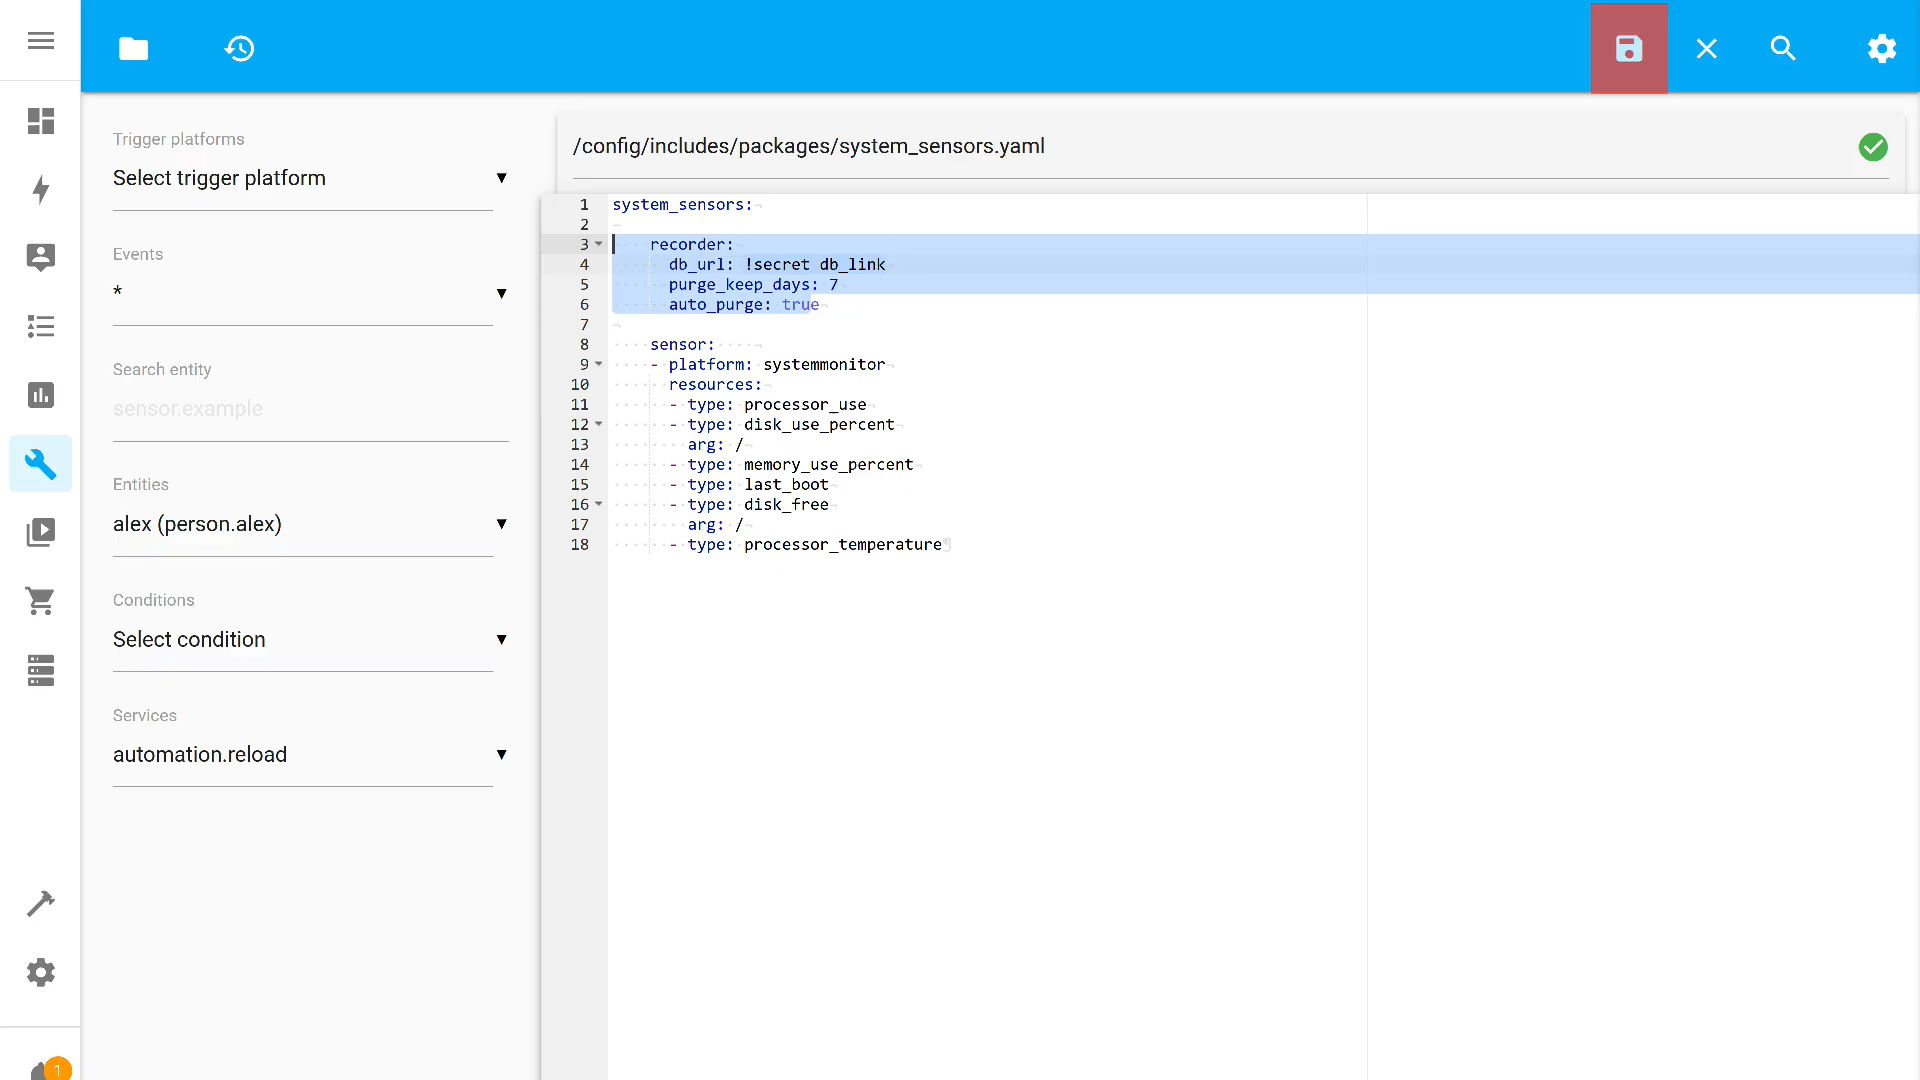 Trigger platforms
Select trigger platform
Events
*
Search entity
sensor.example
Entities
alex (person.alex)
Conditions
Select condition
Services
automation.reload
1
/config/includes/packages/system_sensors.yaml
1 system_sensors:
2
3 recorder:
4 db_url: !secret db_link
5 purge_keep_days: 7
6 auto_purge: true
7
8 sensor:
9 - platform: systemmonitor
10 resources:
11 - type: processor_use
12 - type: disk_use_percent
13 arg: /
14 - type: memory_use_percent
15 - type: last_boot
16 - type: disk_free
17 arg: /
18 - type: processor_temperature